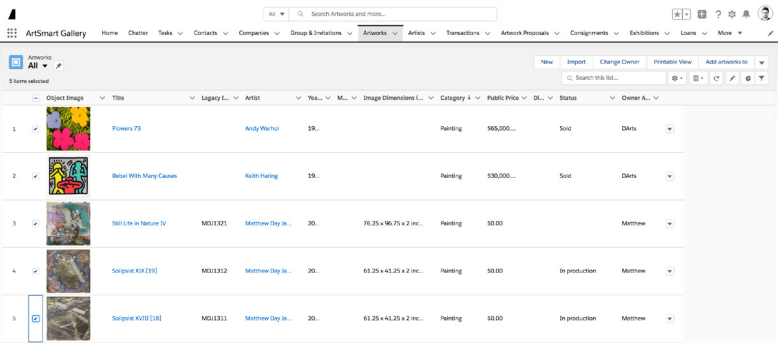 All Search Artworks and more...
ArtSmart Gallery Home Chatter Tasks Contacts Companies Group & Invitations Artworks Artists Transactions Artwork Proposals Consignments Exhibitions Loans More
Artworks
All
New Import Change Owner Printable View Add artworks to
5 items selected
Search this list...
Object Image Title Legacy I... Artist Yea... M... Image Dimensions (... Category Public Price Di... Status Owner A...
1 Flowers 73 Andy Warhol 19... Painting $65,000.... Sold DArts
2 Rebel With Many Causes Keith Haring 19... Painting $30,000.... Sold DArts
3 Still Life in Nature IV MDJ1321 Matthew Day Ja... 20... 76.25 x 96.75 x 2 inc... Painting $0.00 Matthew
4 Solipsist XIX [19] MDJ1312 Matthew Day Ja... 20... 61.25 x 41.25 x 2 inc... Painting $0.00 In production Matthew
5 Solipsist XVIII [18] MDJ1311 Matthew Day Ja... 20... 61.25 x 41.25 x 2 inc... Painting $0.00 In production Matthew